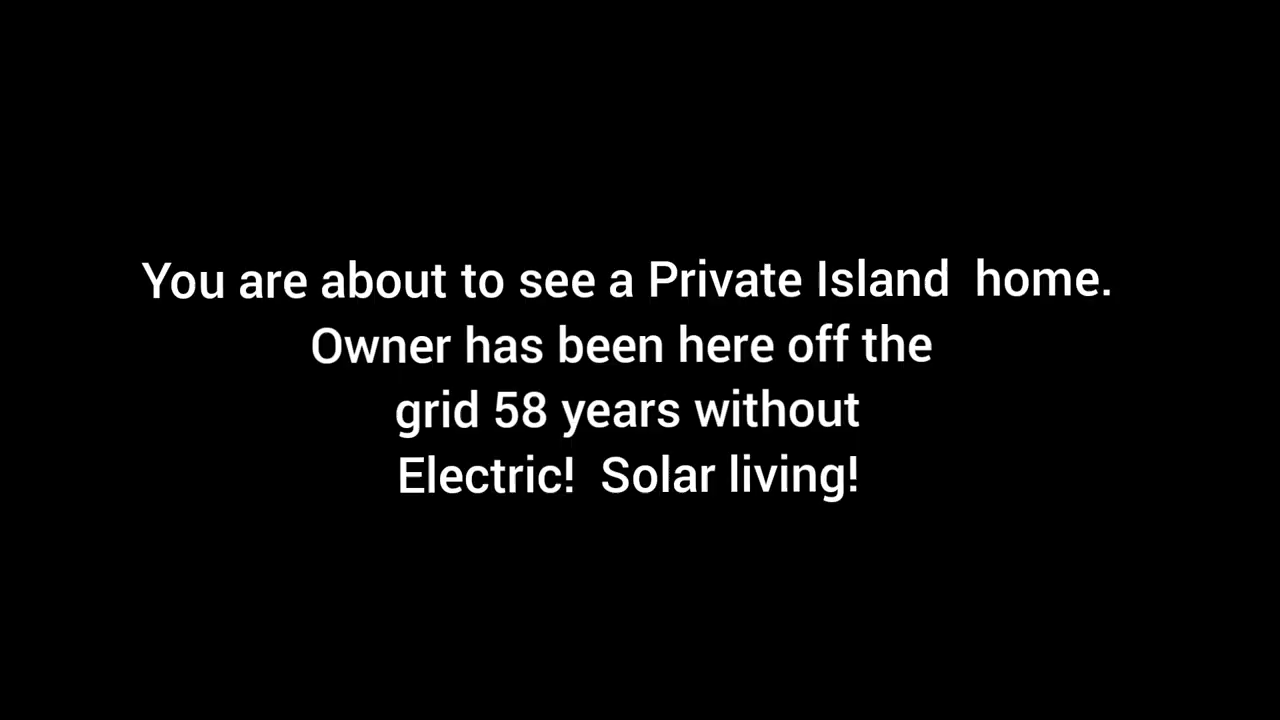 You are about to see a Private Island  home.
Owner has been here off the
grid 58 years without
Electric!  Solar living!